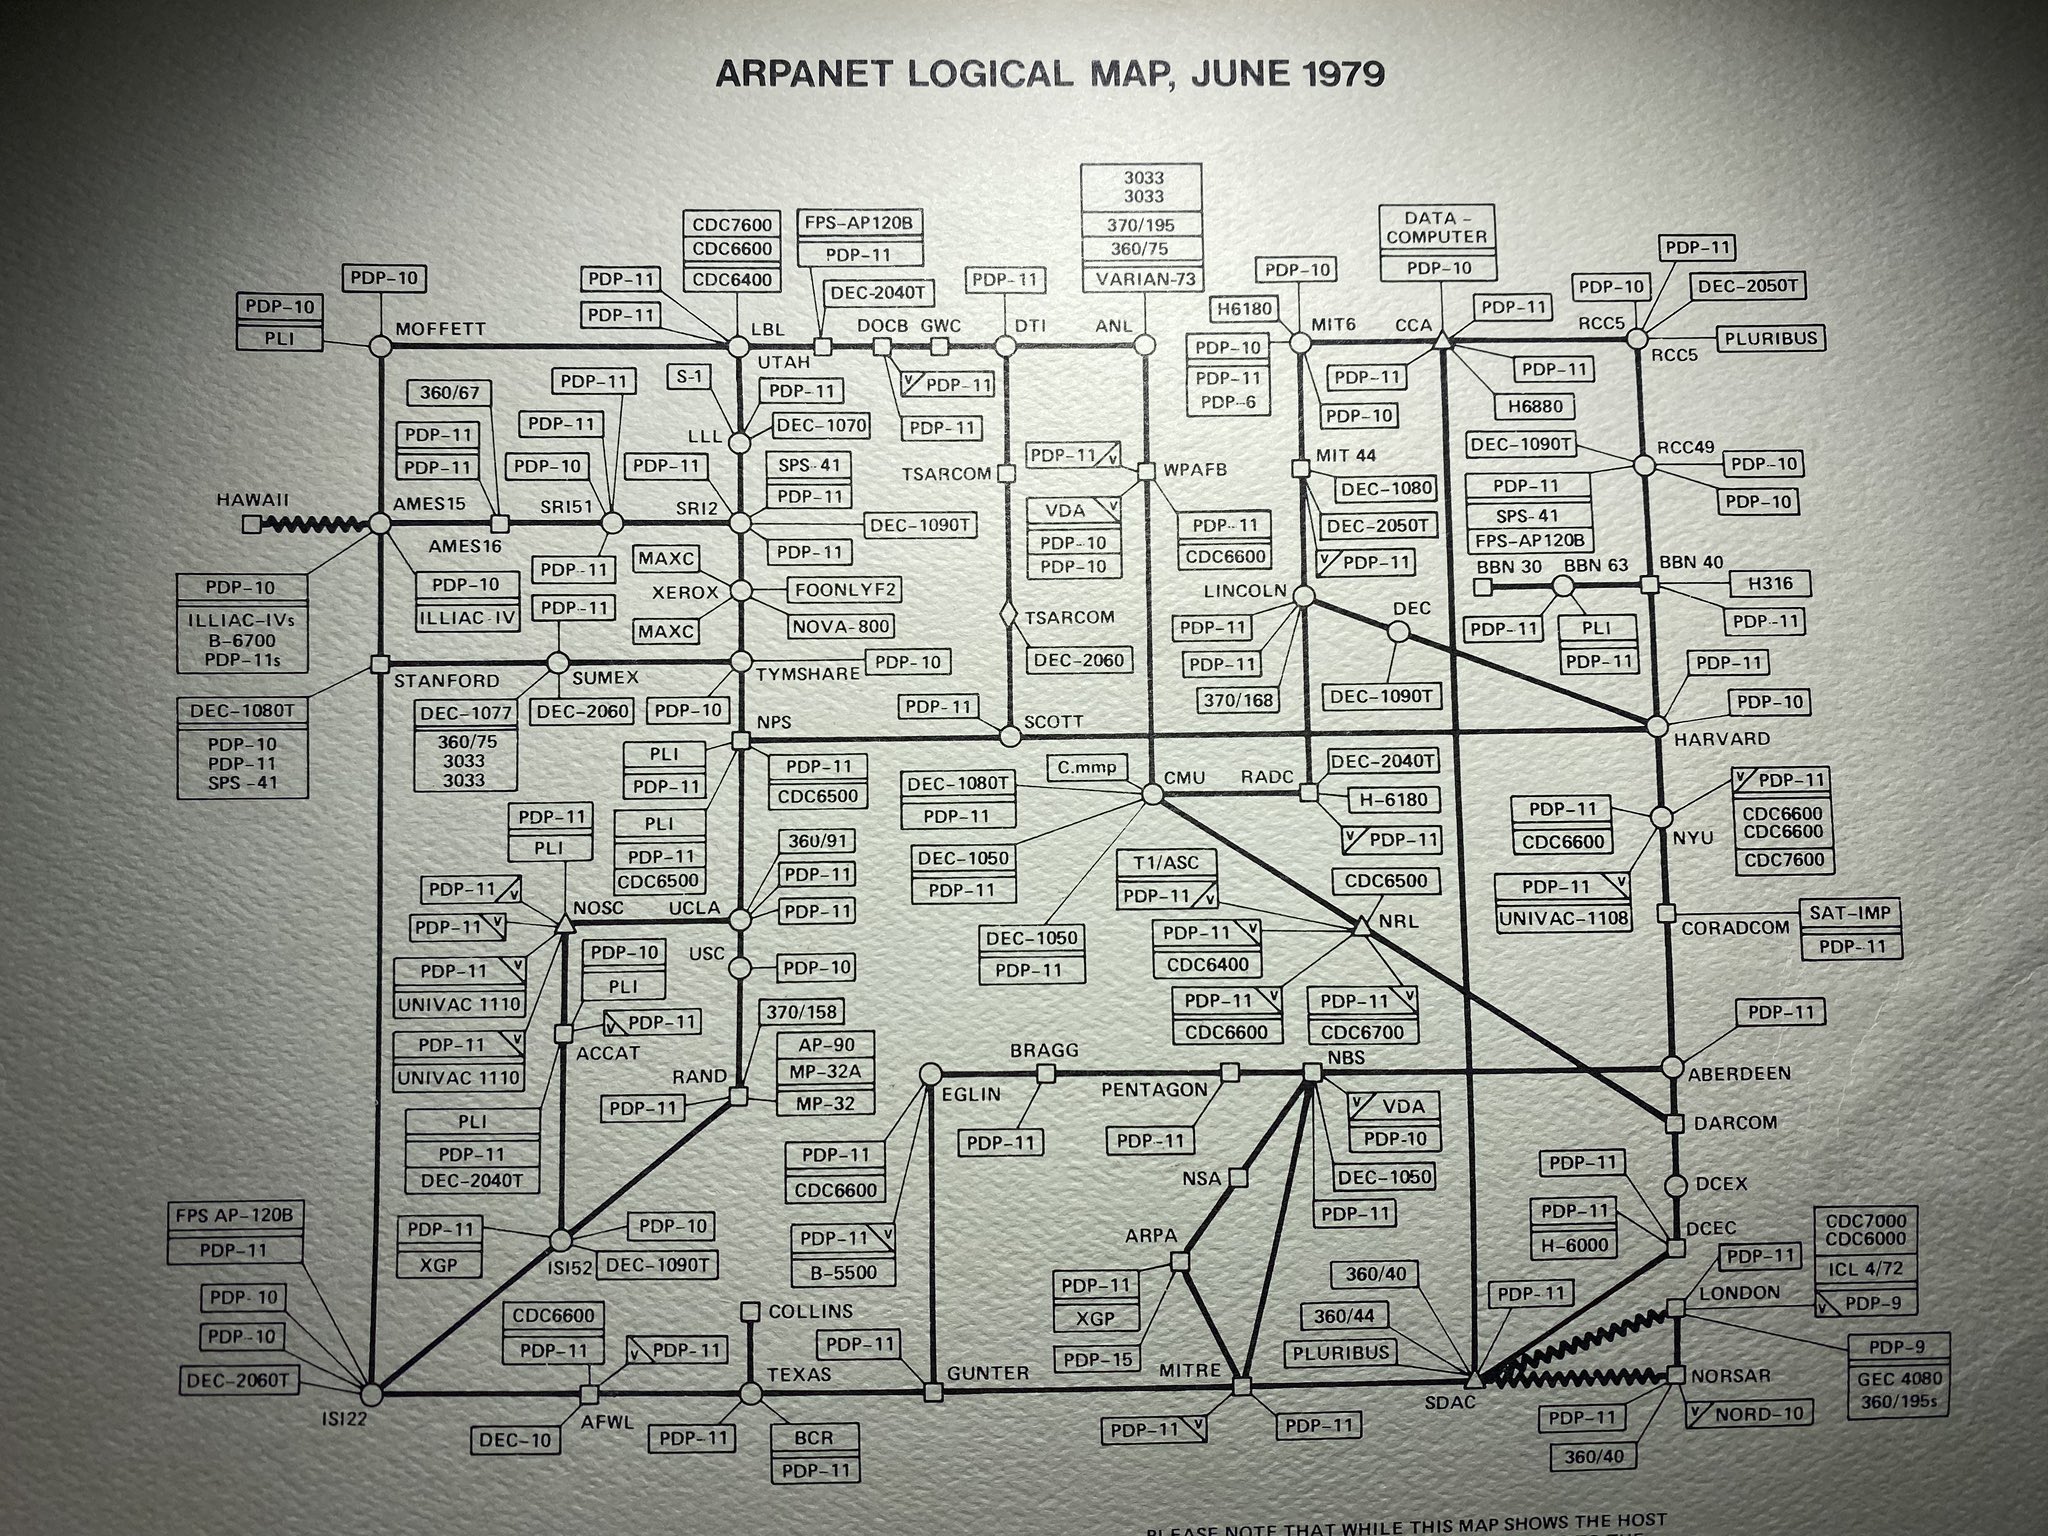 ARPANET LOGICAL MAP, JUNE 1979
3033
3033
370/195
360/75
VARIAN-73
CDC7600
CDC6600
CDC6400
FPS-AP120B
PDP-11
DATA-
COMPUTER
PDP-10
PDP-11
PDP-10
PDP-11
DEC-2040T
PDP-11
PDP-10
PDP-10
DEC-2050T
PDP-10
PLI
PDP-11
H6180
PDP-11
MOFFETT
LBL
UTAH
DOCB
GWC
DTI
ANL
MIT6
CCA
RCC5
RCC5
PLURIBUS
PDP-10
PDP-11
PDP-6
S-1
PDP-11
V PDP-11
PDP-11
PDP-11
H6880
360/67
PDP-11
PDP-11
DEC-1070
PDP-11
PDP-10
LLL
PDP-11
PDP-11
PDP-11
PDP-10
PDP-11
SPS-41
PDP-11
TSARCOM
PDP-11 V
WPAFB
MIT 44
DEC-1080
DEC-1090T
RCC49
PDP-10
PDP-10
HAWAII
AMES15
AMES16
SRI51
SRI2
DEC-1090T
PDP-11
VDA V
PDP-10
PDP-10
PDP-11
CDC6600
DEC-2050T
V PDP-11
PDP-11
SPS-41
FPS-AP120B
PDP-11
MAXC
BBN 30
BBN 63
BBN 40
H316
PDP-11
PDP-10
ILLIAC-IVs
B-6700
PDP-11s
PDP-10
ILLIAC-IV
PDP-11
XEROX
FOONLYF2
MAXC
NOVA-800
TSARCOM
DEC-2060
LINCOLN
PDP-11
PDP-11
370/168
DEC
DEC-1090T
PDP-11
PLI
PDP-11
STANFORD
SUMEX
TYMSHARE
PDP-10
PDP-11
PDP-10
DEC-1080T
PDP-10
PDP-11
SPS-41
DEC-1077
360/75
3033
3033
DEC-2060
PDP-10
NPS
PDP-11
SCOTT
HARVARD
PLI
PDP-11
PDP-11
CDC6500
C.mmp
CMU
RADC
DEC-2040T
H-6180
V PDP-11
DEC-1080T
PDP-11
PDP-11
CDC6600
V PDP-11
CDC6600
CDC6600
CDC7600
NYU
PDP-11
PLI
PLI
PDP-11
CDC6500
360/91
PDP-11
PDP-11
DEC-1050
PDP-11
T1/ASC
PDP-11 V
CDC6500
PDP-11 V
UNIVAC-1108
PDP-11 V
PDP-11 V
NOSC
UCLA
NRL
CORADCOM
SAT-IMP
PDP-11
PDP-11 V
UNIVAC 1110
PDP-10
PLI
USC
PDP-10
DEC-1050
PDP-11
PDP-11 V
CDC6400
PDP-11 V
CDC6600
PDP-11 V
CDC6700
PDP-11 V
UNIVAC 1110
V PDP-11
ACCAT
370/158
AP-90
MP-32A
MP-32
RAND
PDP-11
PDP-11
BRAGG
PENTAGON
NBS
EGLIN
ABERDEEN
DARCOM
PLI
PDP-11
DEC-2040T
PDP-11
PDP-11
V VDA
PDP-10
DEC-1050
PDP-11
PDP-11
CDC6600
NSA
PDP-11
DCEX
PDP-11
H-6000
DCEC
FPS AP-120B
PDP-11
PDP-11
XGP
PDP-10
DEC-1090T
ISI52
PDP-11 V
B-5500
ARPA
PDP-11
XGP
PDP-15
360/40
360/44
PLURIBUS
PDP-11
PDP-11
LONDON
CDC7000
CDC6000
ICL 4/72
V PDP-9
PDP-9
GEC 4080
360/195s
PDP-10
PDP-10
DEC-2060T
CDC6600
PDP-11
V PDP-11
COLLINS
PDP-11
TEXAS
GUNTER
MITRE
SDAC
NORSAR
ISI22
AFWL
DEC-10
PDP-11
BCR
PDP-11
PDP-11 V
PDP-11
PDP-11
V NORD-10
360/40
PLEASE NOTE THAT WHILE THIS MAP SHOWS THE HOST